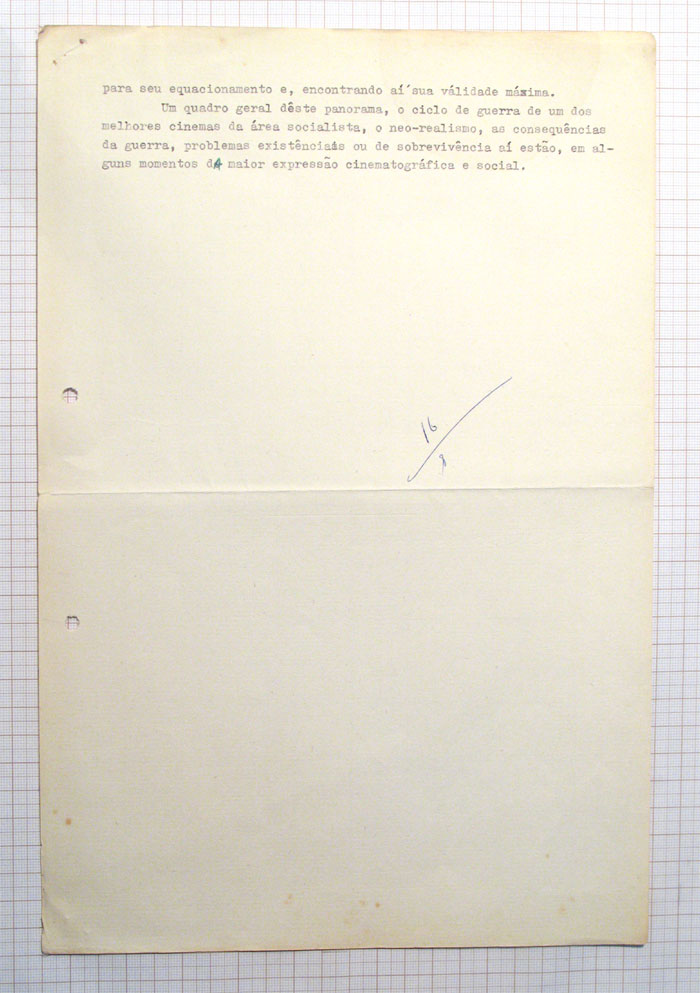 para seu equacionamento e, encontrando aí sua válidade máxima.
Um quadro geral dêste panorama, o ciclo de guerra de um dos
melhores cinemas da área socialista, o neo-realismo, as consequências
da guerra, problemas existênciais ou de sobrevivência aí estão, em al-
guns momentos dA maior expressão cinematográfica e social.
16
8